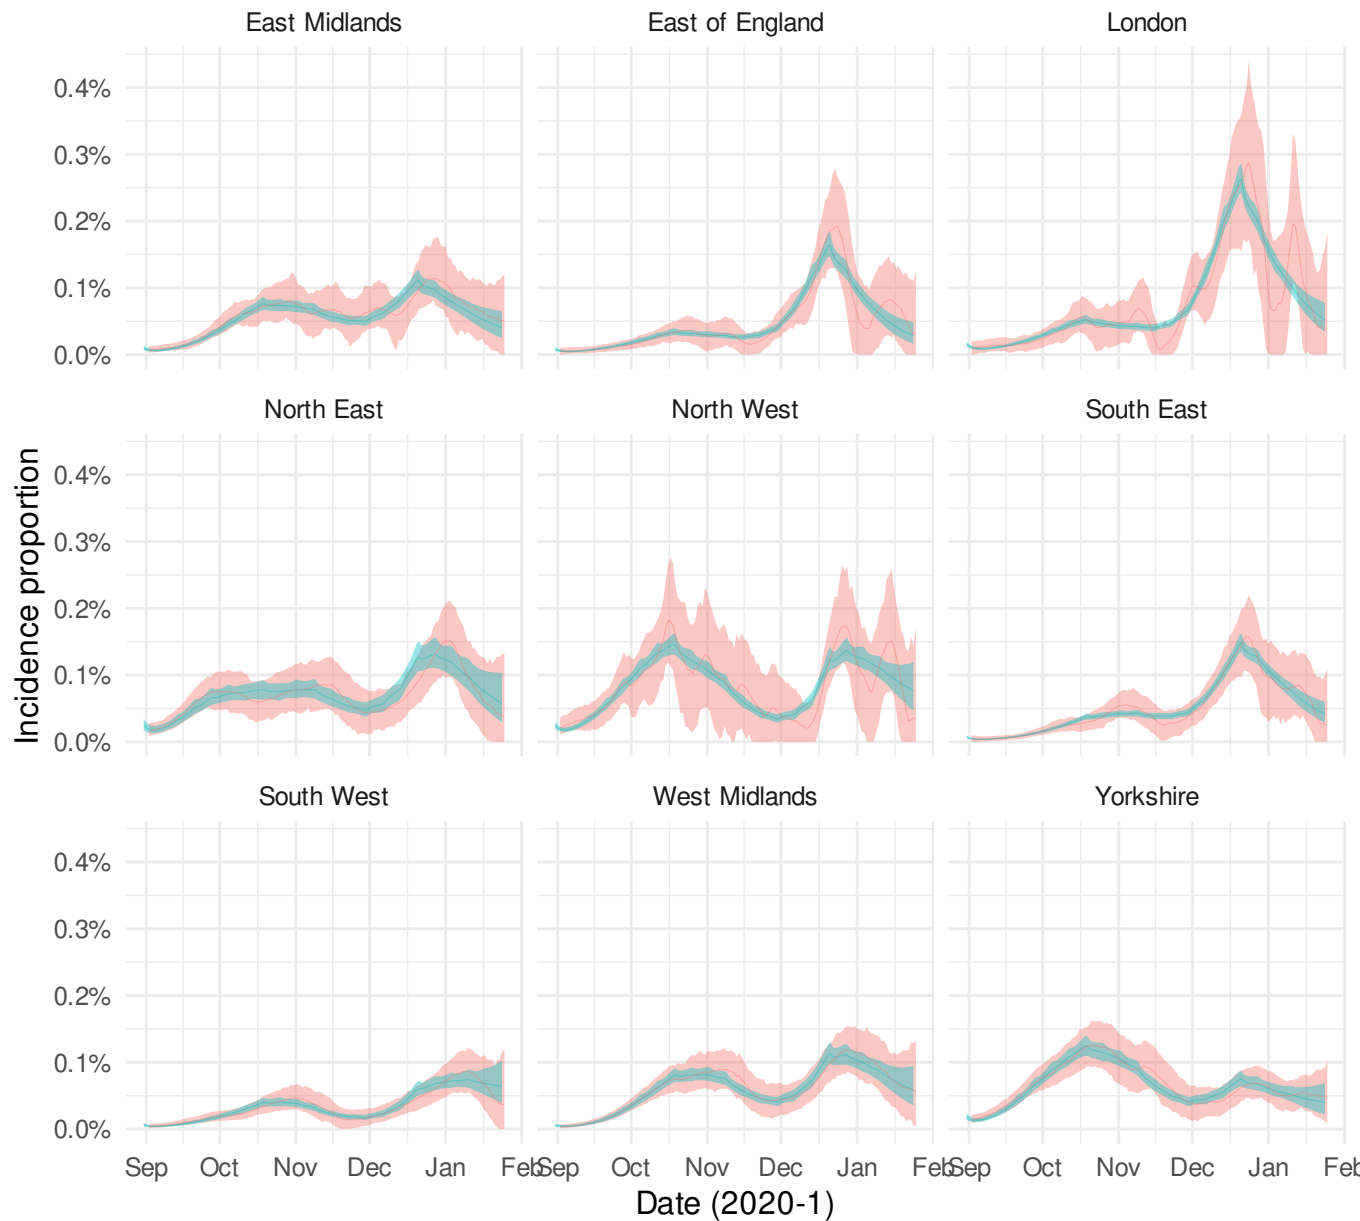 East Midlands East of England London
0.4%
0.3%
0.2%
0.1%
0.0%
North East North West South East
Incidence proportion
0.4%
0.3%
0.2%
0.1%
0.0%
South West West Midlands Yorkshire
0.4%
0.3%
0.2%
0.1%
0.0%
Sep Oct Nov Dec Jan Feb Sep Oct Nov Dec Jan Feb Sep Oct Nov Dec Jan Feb
Date (2020-1)